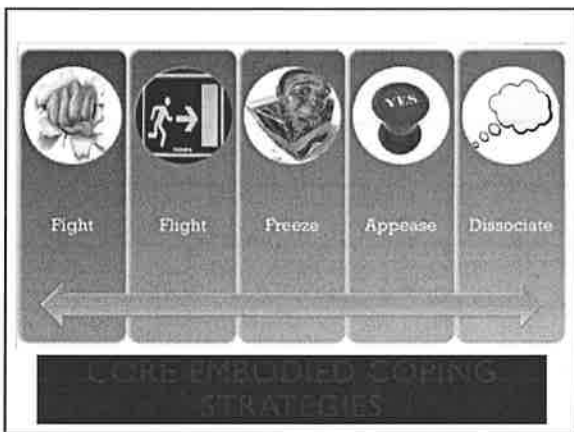 YES
Fight
Flight
Freeze
Appease
Dissociate
CORE EMBODIED COPING
STRATEGIES